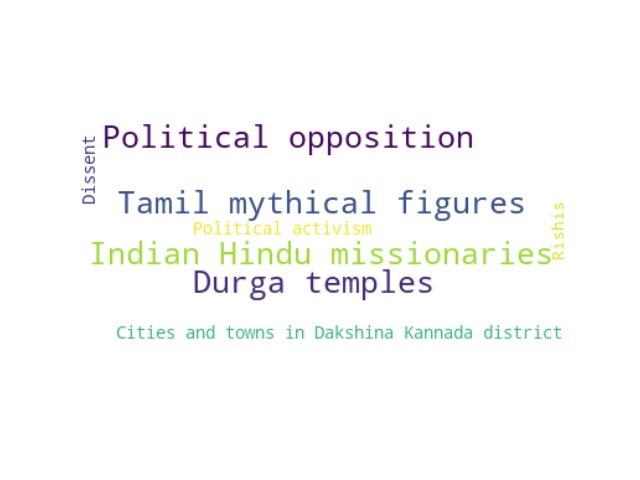 Dissent
Political opposition
Tamil mythical figures
Rishis
Political activism
Indian Hindu missionaries
Durga temples
Cities and towns in Dakshina Kannada district